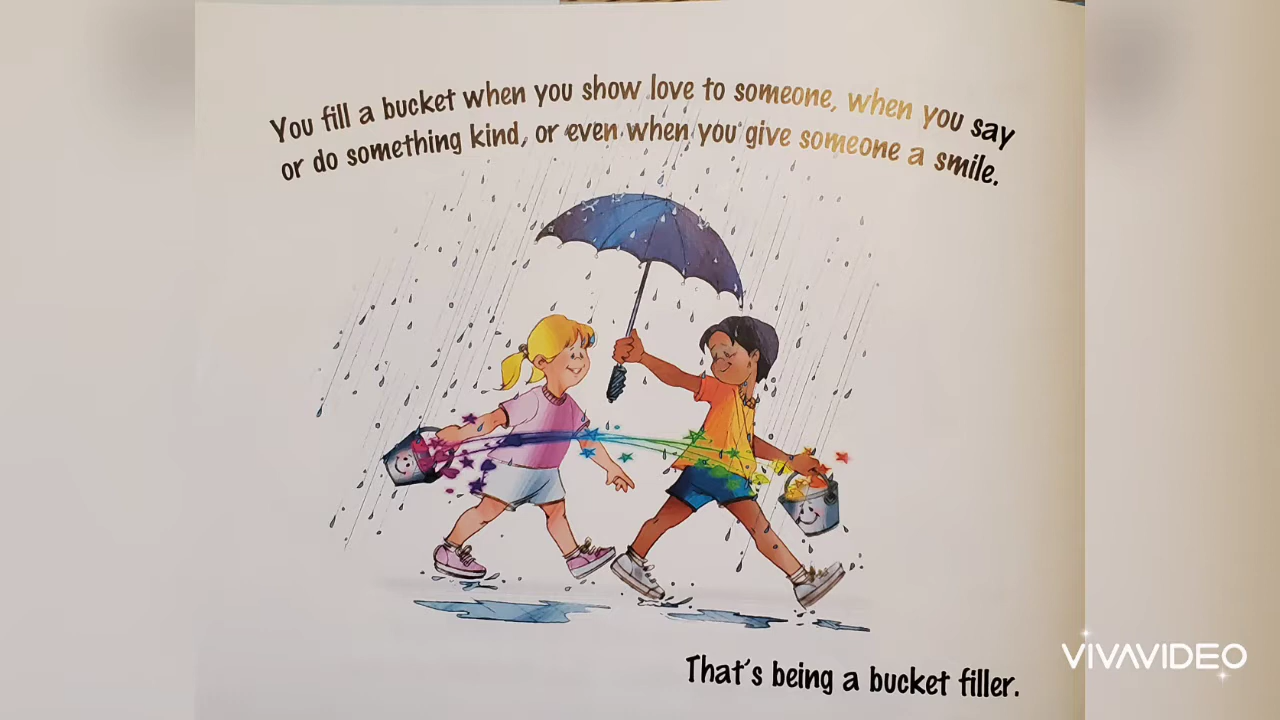 You fill a bucket when you show love to someone, when you say
or do something kind, or even when you give someone a smile.
That's being a bucket filler.
VIVAVIDEO